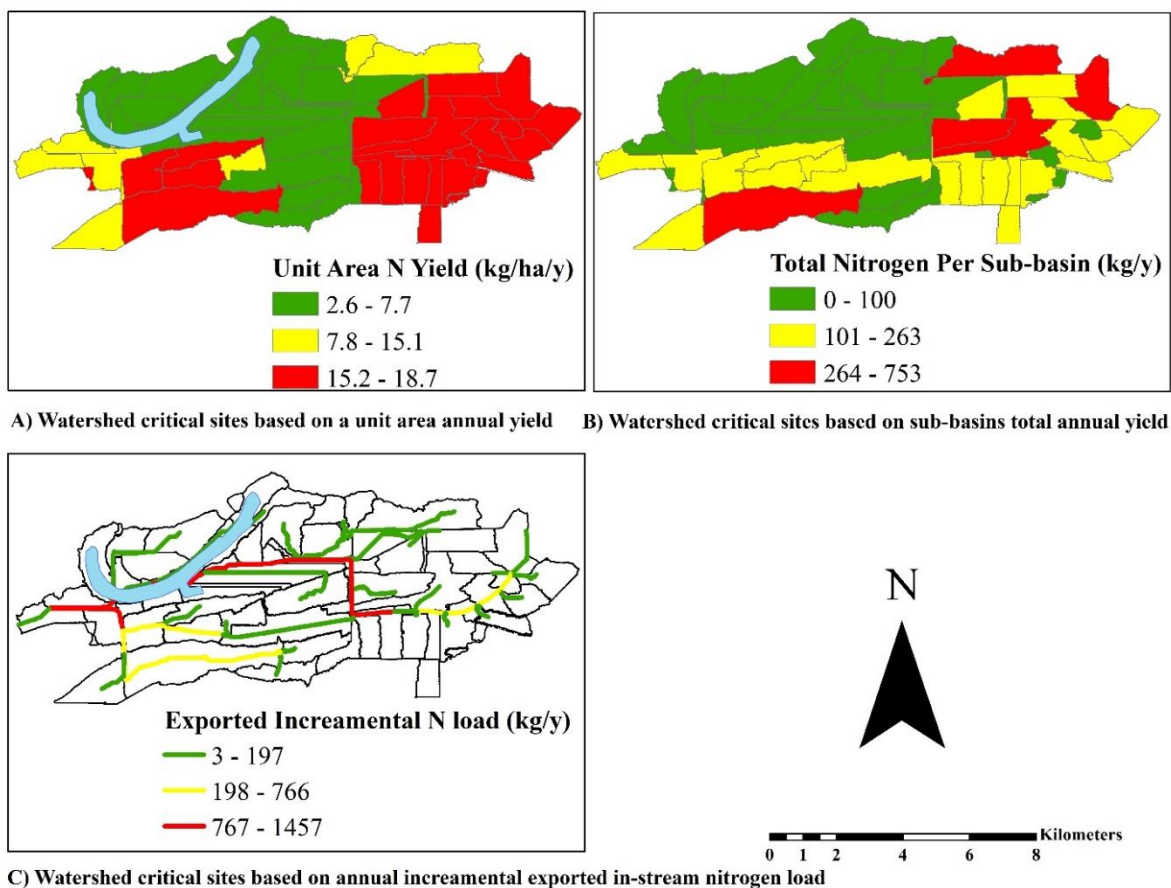 Unit Area N Yield (kg/ha/y)
2.6 - 7.7
7.8 - 15.1
15.2 - 18.7
A) Watershed critical sites based on a unit area annual yield
Total Nitrogen Per Sub-basin (kg/y)
0 - 100
101 - 263
264 - 753
B) Watershed critical sites based on sub-basins total annual yield
Exported Increamental N load (kg/y)
3 - 197
198 - 766
767 - 1457
C) Watershed critical sites based on annual increamental exported in-stream nitrogen load
N
Kilometers
0 1 2 4 6 8